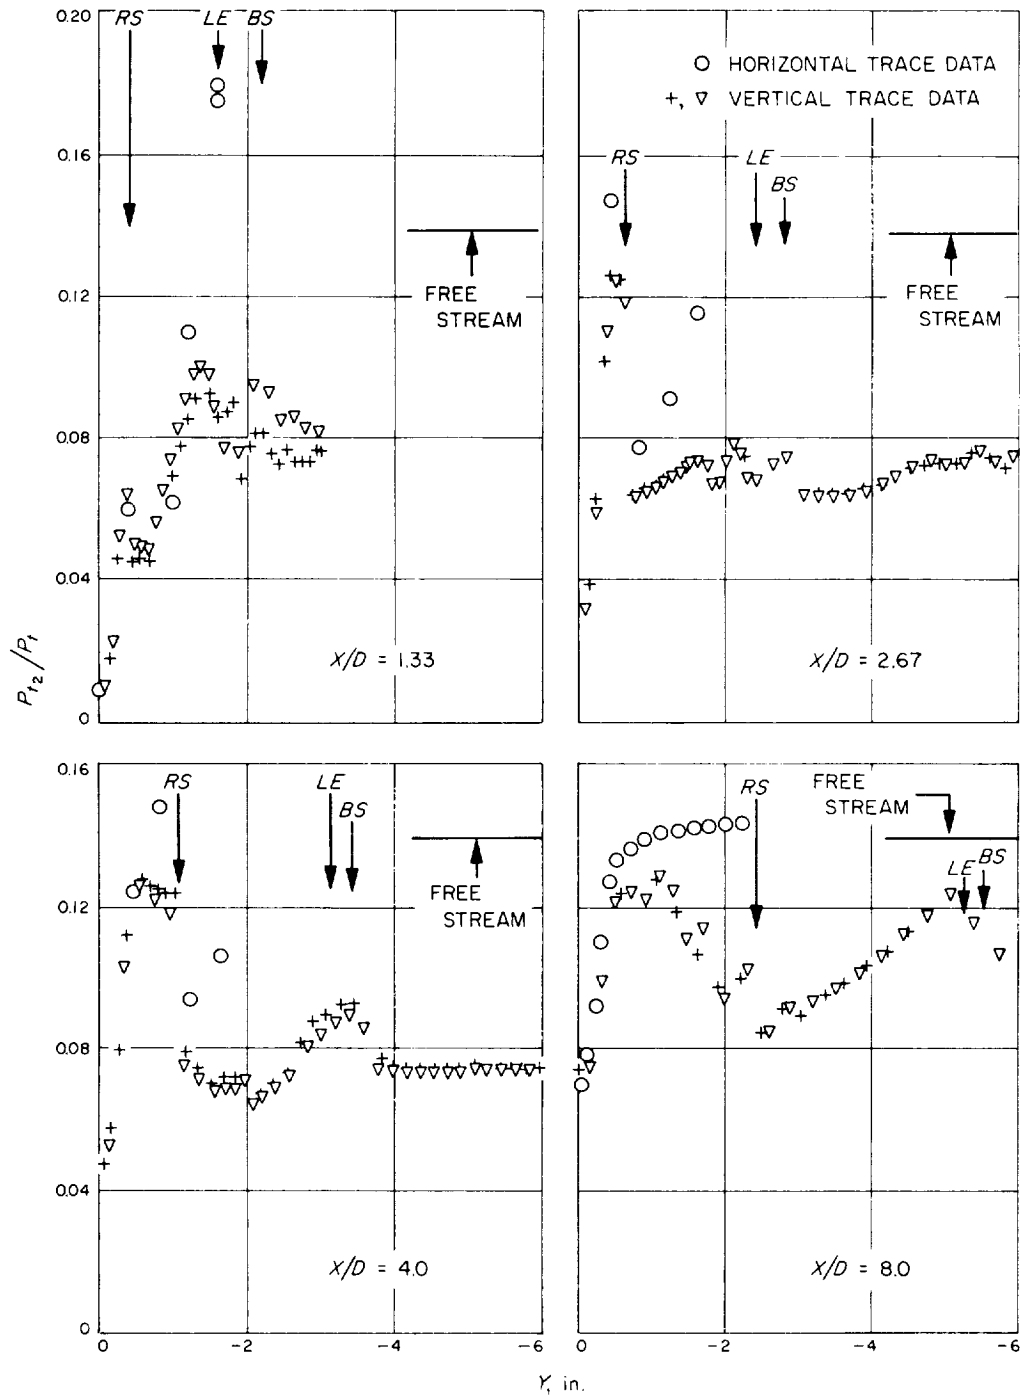 0.20
RS LE BS
○ HORIZONTAL TRACE DATA
+, ▽ VERTICAL TRACE DATA
0.16
RS
LE
BS
FREE
STREAM
FREE
STREAM
0.12
0.08
0.04
P_{t_2}/P_t
X/D = 1.33
X/D = 2.67
0
0.16
RS
LE
BS
FREE
STREAM
RS
FREE
STREAM
LE
BS
0.12
0.08
0.04
X/D = 4.0
X/D = 8.0
0
0 -2 -4 -6
0 -2 -4 -6
Y, in.